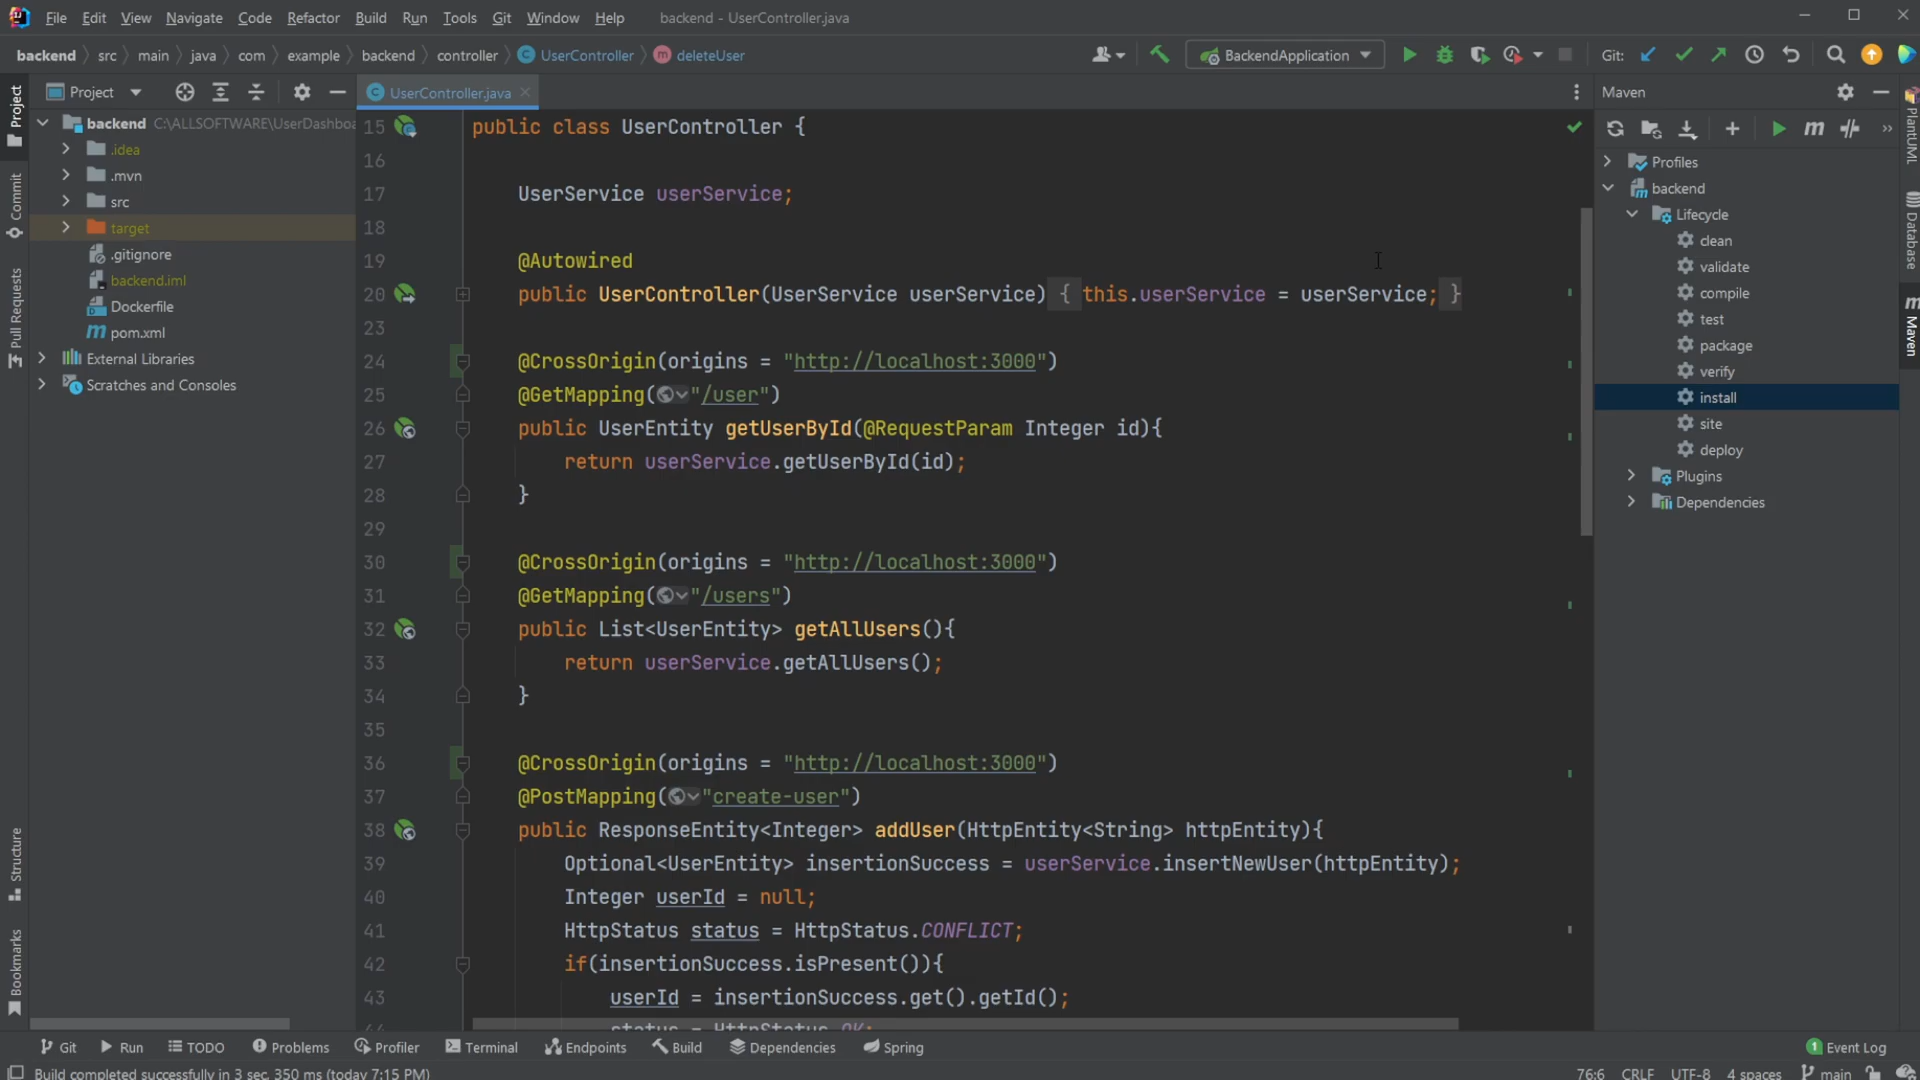 File Edit View Navigate Code Refactor Build Run Tools Git Window Help backend - UserController.java
backend src main java com example backend controller UserController deleteUser
BackendApplication Git:
Project
UserController.java
Maven
backend C:\ALLSOFTWARE\UserDashboa
.idea
.mvn
src
target
.gitignore
backend.iml
Dockerfile
pom.xml
External Libraries
Scratches and Consoles
Project
Commit
Pull Requests
Structure
Bookmarks
15 public class UserController {
16
17 UserService userService;
18
19 @Autowired
20 public UserController(UserService userService) { this.userService = userService; }
23
24 @CrossOrigin(origins = "http://localhost:3000")
25 @GetMapping("/user")
26 public UserEntity getUserById(@RequestParam Integer id){
27 return userService.getUserById(id);
28 }
29
30 @CrossOrigin(origins = "http://localhost:3000")
31 @GetMapping("/users")
32 public List<UserEntity> getAllUsers(){
33 return userService.getAllUsers();
34 }
35
36 @CrossOrigin(origins = "http://localhost:3000")
37 @PostMapping("create-user")
38 public ResponseEntity<Integer> addUser(HttpEntity<String> httpEntity){
39 Optional<UserEntity> insertionSuccess = userService.insertNewUser(httpEntity);
40 Integer userId = null;
41 HttpStatus status = HttpStatus.CONFLICT;
42 if(insertionSuccess.isPresent()){
43 userId = insertionSuccess.get().getId();
44 status = HttpStatus.OK;
Profiles
backend
Lifecycle
clean
validate
compile
test
package
verify
install
site
deploy
Plugins
Dependencies
PlantUML
Database
Maven
Git Run TODO Problems Profiler Terminal Endpoints Build Dependencies Spring 1 Event Log
Build completed successfully in 3 sec, 350 ms (today 7:15 PM) 76:6 CRLF UTF-8 4 spaces main